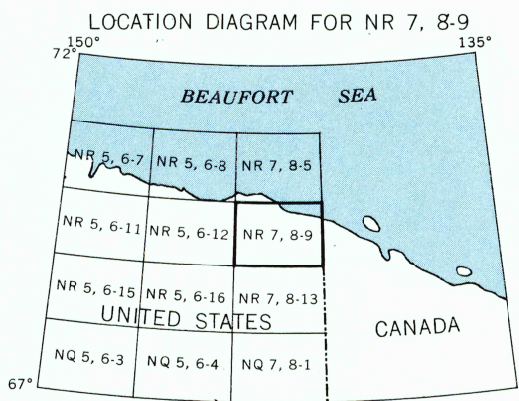 LOCATION DIAGRAM FOR NR 7, 8-9
150° 135°
72°
BEAUFORT SEA
NR 5, 6-7 NR 5, 6-8 NR 7, 8-5
NR 5, 6-11 NR 5, 6-12 NR 7, 8-9
NR 5, 6-15 NR 5, 6-16 NR 7, 8-13
UNITED STATES CANADA
NQ 5, 6-3 NQ 5, 6-4 NQ 7, 8-1
67°